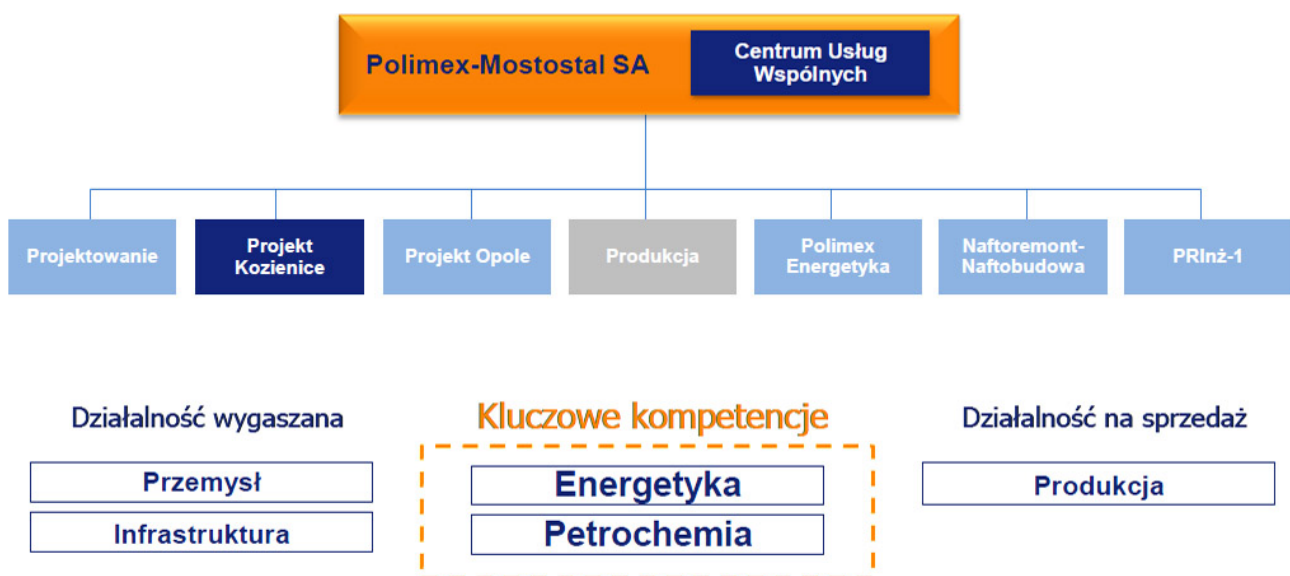 Polimex-Mostostal SA
Centrum Usług
Wspólnych
Projektowanie
Projekt
Kozienice
Projekt Opole
Produkcja
Polimex
Energetyka
Naftoremont-
Naftobudowa
PRInż-1
Działalność wygaszana
Kluczowe kompetencje
Działalność na sprzedaż
Przemysł
Infrastruktura
Energetyka
Petrochemia
Produkcja